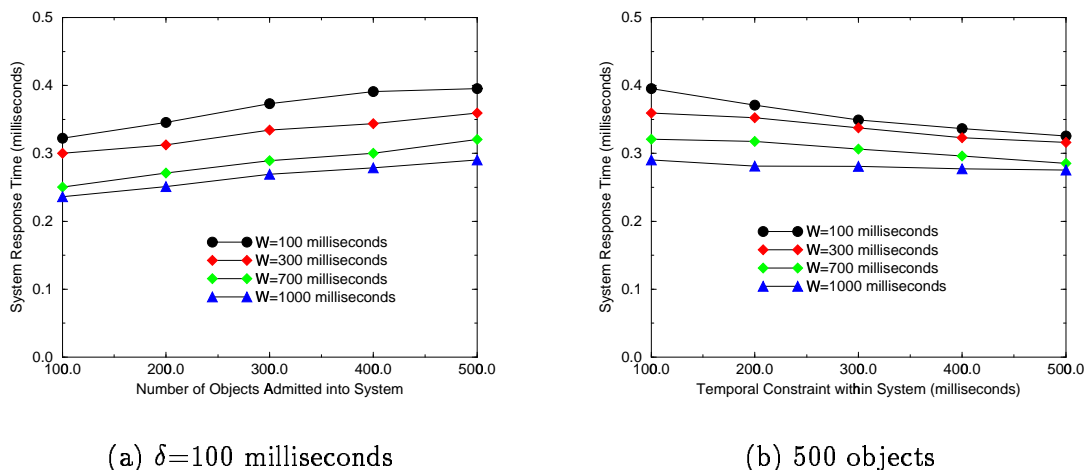 0.5
0.4
0.3
0.2
0.1
0.0
System Response Time (milliseconds)
W=100 milliseconds
W=300 milliseconds
W=700 milliseconds
W=1000 milliseconds
100.0 200.0 300.0 400.0 500.0
Number of Objects Admitted into System
(a) δ=100 milliseconds
0.5
0.4
0.3
0.2
0.1
0.0
System Response Time (milliseconds)
W=100 milliseconds
W=300 milliseconds
W=700 milliseconds
W=1000 milliseconds
100.0 200.0 300.0 400.0 500.0
Temporal Constraint within System (milliseconds)
(b) 500 objects